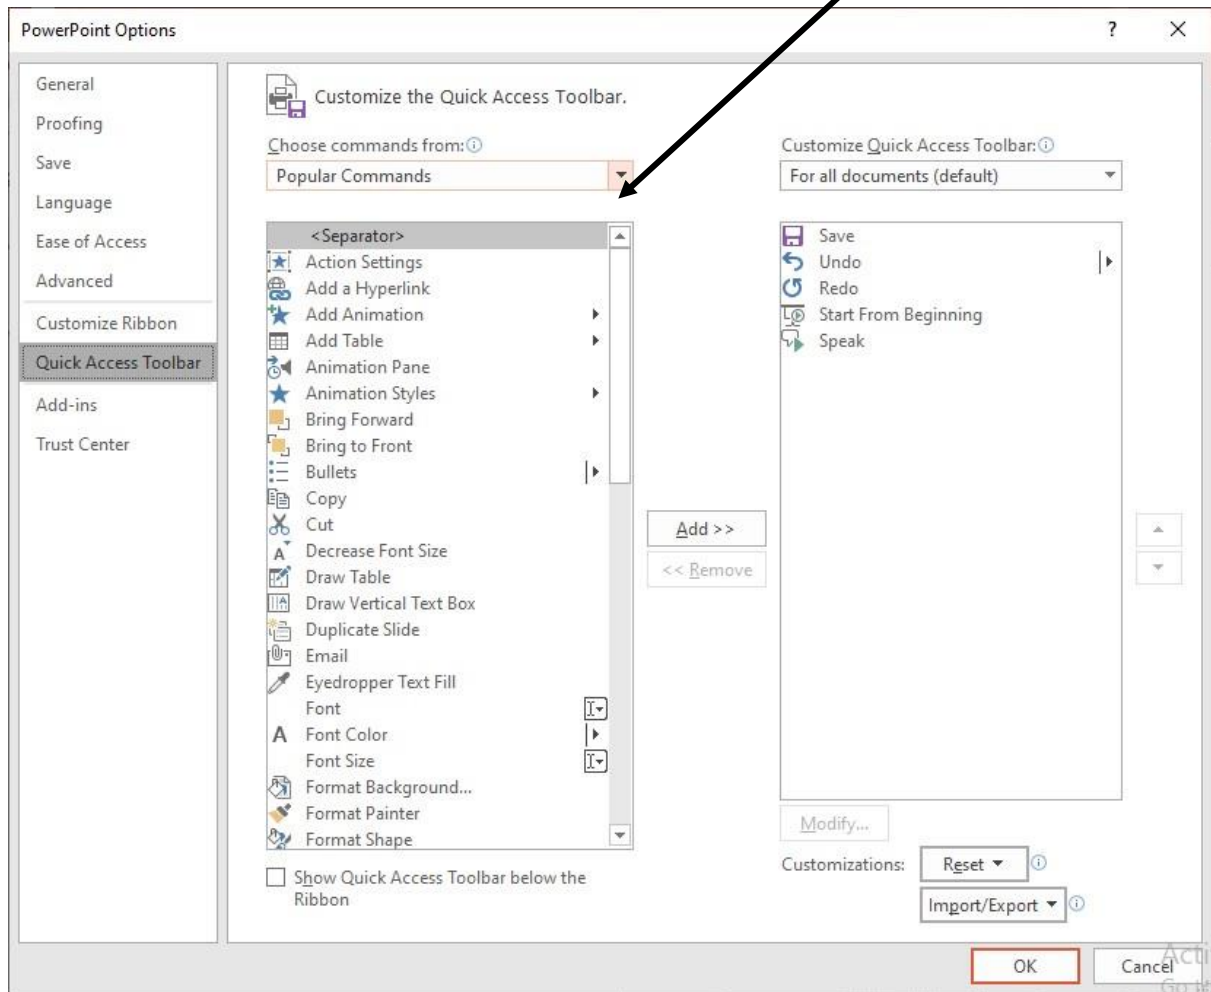 PowerPoint Options
?
General
Proofing
Save
Language
Ease of Access
Advanced
Customize Ribbon
Quick Access Toolbar
Add-ins
Trust Center
Customize the Quick Access Toolbar.
Choose commands from:
Popular Commands
<Separator>
Action Settings
Add a Hyperlink
Add Animation
Add Table
Animation Pane
Animation Styles
Bring Forward
Bring to Front
Bullets
Copy
Cut
Decrease Font Size
Draw Table
Draw Vertical Text Box
Duplicate Slide
Email
Eyedropper Text Fill
Font
Font Color
Font Size
Format Background...
Format Painter
Format Shape
Show Quick Access Toolbar below the
Ribbon
Add >>
<< Remove
Customize Quick Access Toolbar:
For all documents (default)
Save
Undo
Redo
Start From Beginning
Speak
Modify...
Customizations:
Reset
Import/Export
OK
Cancel
Acti